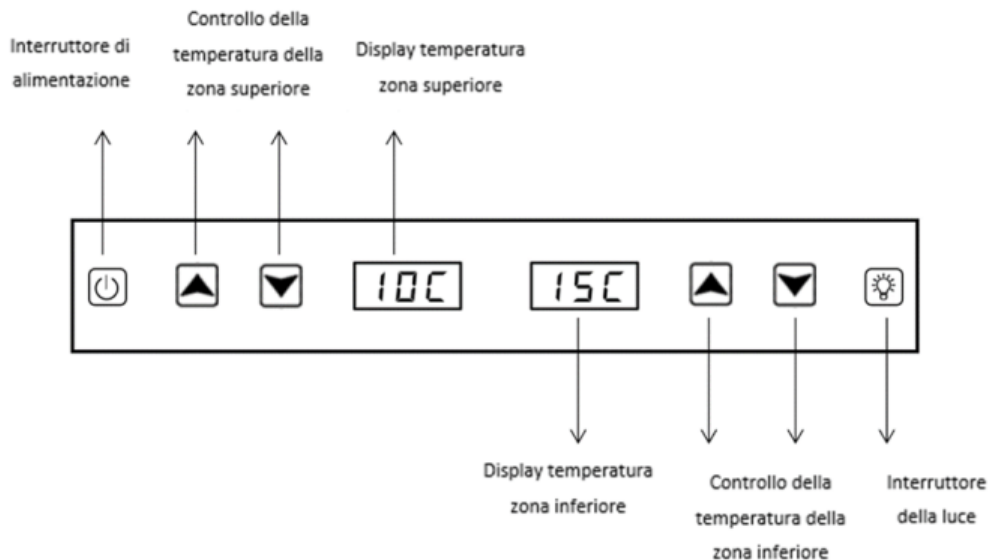 Interruttore di
alimentazione
Controllo della
temperatura della
zona superiore
Display temperatura
zona superiore
10C
15C
Display temperatura
zona inferiore
Controllo della
temperatura della
zona inferiore
Interruttore
della luce